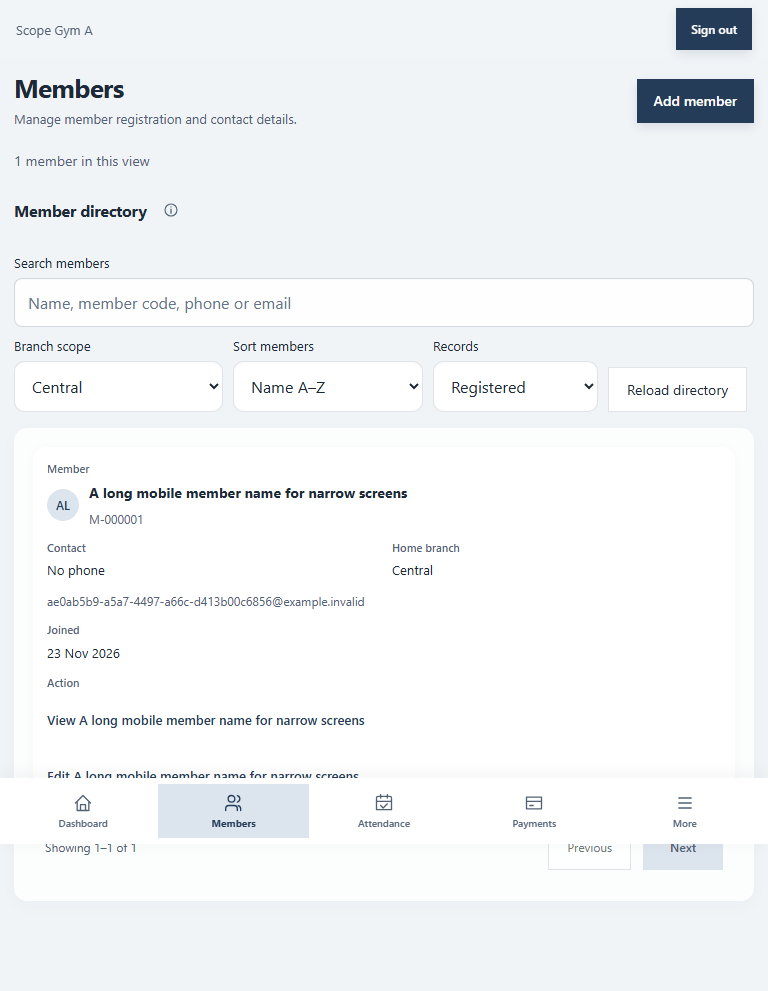 Scope Gym A
Sign out
Members
Add member
Manage member registration and contact details.
1 member in this view
Member directory
Search members
Name, member code, phone or email
Branch scope
Sort members
Records
Central
Name A–Z
Registered
Reload directory
Member
AL
A long mobile member name for narrow screens
M-000001
Contact
Home branch
No phone
Central
ae0ab5b9-a5a7-4497-a66c-d413b00c6856@example.invalid
Joined
23 Nov 2026
Action
View A long mobile member name for narrow screens
Edit A long mobile member name for narrow screens
Dashboard
Members
Attendance
Payments
More
Showing 1–1 of 1
Previous
Next